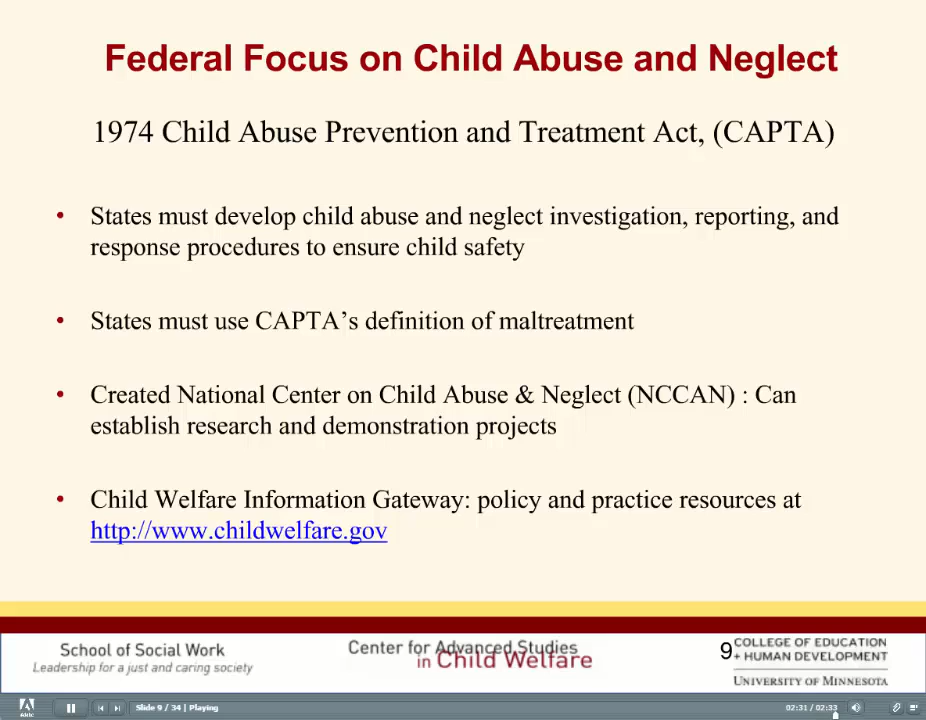 Federal Focus on Child Abuse and Neglect
1974 Child Abuse Prevention and Treatment Act, (CAPTA)
• States must develop child abuse and neglect investigation, reporting, and
response procedures to ensure child safety
• States must use CAPTA’s definition of maltreatment
• Created National Center on Child Abuse & Neglect (NCCAN) : Can
establish research and demonstration projects
• Child Welfare Information Gateway: policy and practice resources at
http://www.childwelfare.gov
School of Social Work
Leadership for a just and caring society
Center for Advanced Studies
in Child Welfare
9
COLLEGE OF EDUCATION
+ HUMAN DEVELOPMENT
UNIVERSITY OF MINNESOTA
Slide 9 / 34 | Playing
02:31 / 02:33